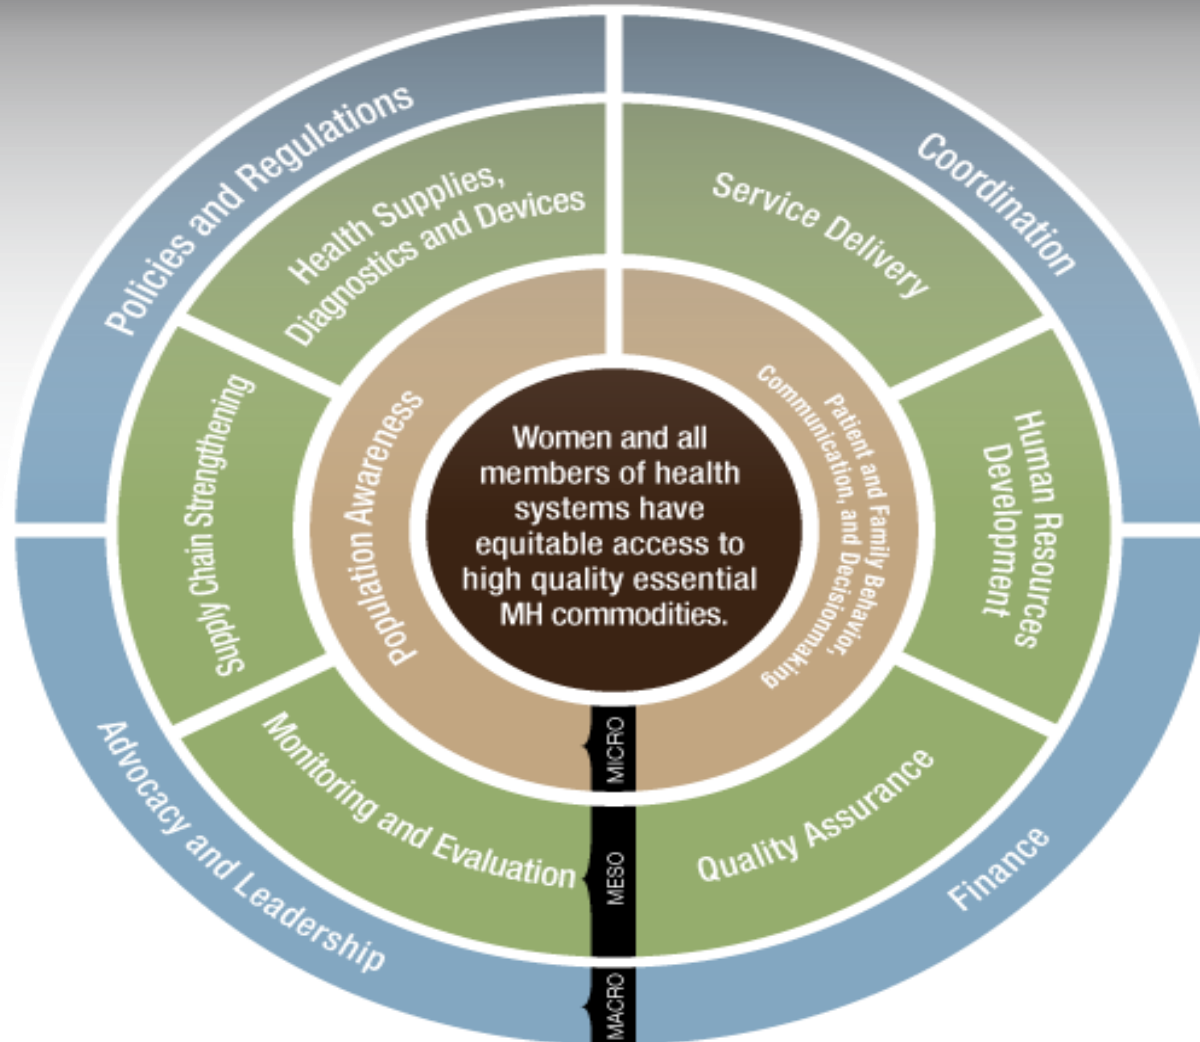 Policies and Regulations
Coordination
Health Supplies,
Diagnostics and Devices
Service Delivery
Supply Chain Strengthening
Human Resources
Development
Population Awareness
Patient and Family Behavior,
Communication, and Decisionmaking
Women and all
members of health
systems have
equitable access to
high quality essential
MH commodities.
Monitoring and Evaluation
Quality Assurance
Advocacy and Leadership
Finance
MICRO
MESO
MACRO